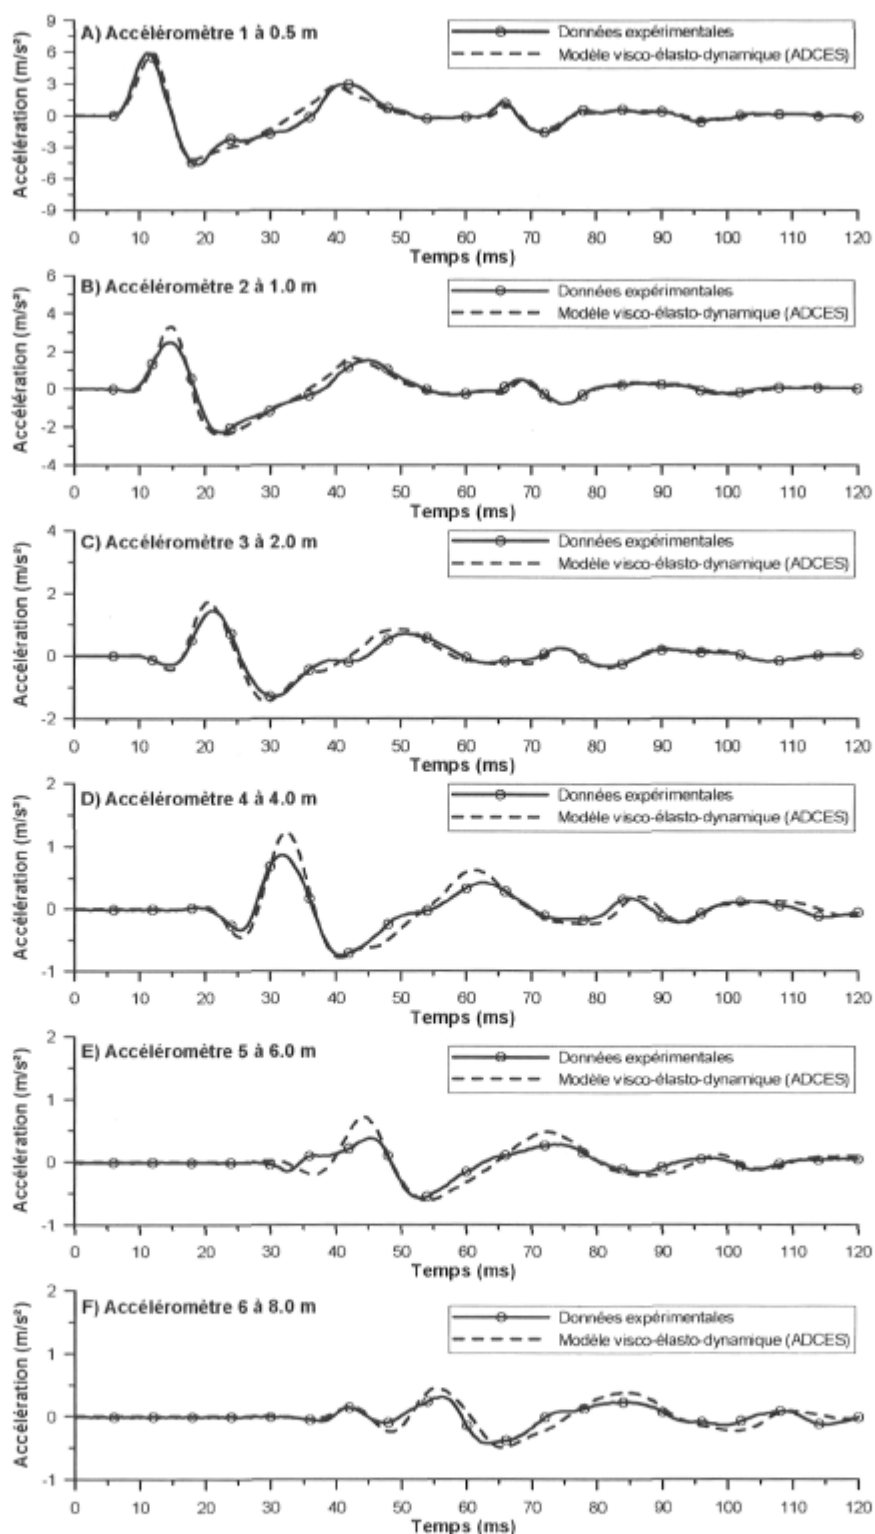 A) Accéléromètre 1 à 0.5 m
Données expérimentales
Modèle visco-élasto-dynamique (ADCES)
Accélération (m/s²)
9
6
3
0
-3
-6
-9
0 10 20 30 40 50 60 70 80 90 100 110 120
Temps (ms)
B) Accéléromètre 2 à 1.0 m
Données expérimentales
Modèle visco-élasto-dynamique (ADCES)
Accélération (m/s²)
6
4
2
0
-2
-4
0 10 20 30 40 50 60 70 80 90 100 110 120
Temps (ms)
C) Accéléromètre 3 à 2.0 m
Données expérimentales
Modèle visco-élasto-dynamique (ADCES)
Accélération (m/s²)
4
2
0
-2
0 10 20 30 40 50 60 70 80 90 100 110 120
Temps (ms)
D) Accéléromètre 4 à 4.0 m
Données expérimentales
Modèle visco-élasto-dynamique (ADCES)
Accélération (m/s²)
2
1
0
-1
0 10 20 30 40 50 60 70 80 90 100 110 120
Temps (ms)
E) Accéléromètre 5 à 6.0 m
Données expérimentales
Modèle visco-élasto-dynamique (ADCES)
Accélération (m/s²)
2
1
0
-1
0 10 20 30 40 50 60 70 80 90 100 110 120
Temps (ms)
F) Accéléromètre 6 à 8.0 m
Données expérimentales
Modèle visco-élasto-dynamique (ADCES)
Accélération (m/s²)
2
1
0
-1
0 10 20 30 40 50 60 70 80 90 100 110 120
Temps (ms)